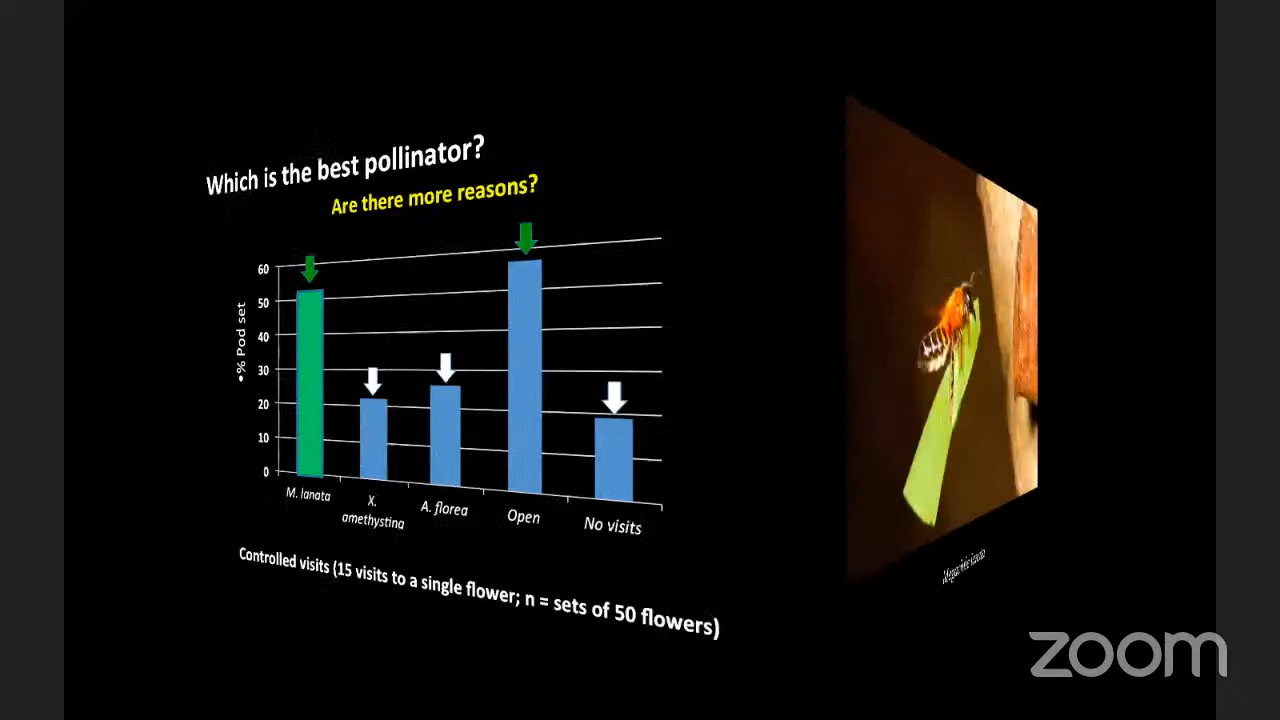 Which is the best pollinator?
Are there more reasons?
60
50
40
30
20
10
0
•% Pod set
M. lanata
X.
amethystina
A. florea
Open
No visits
Controlled visits (15 visits to a single flower; n = sets of 50 flowers)
zoom